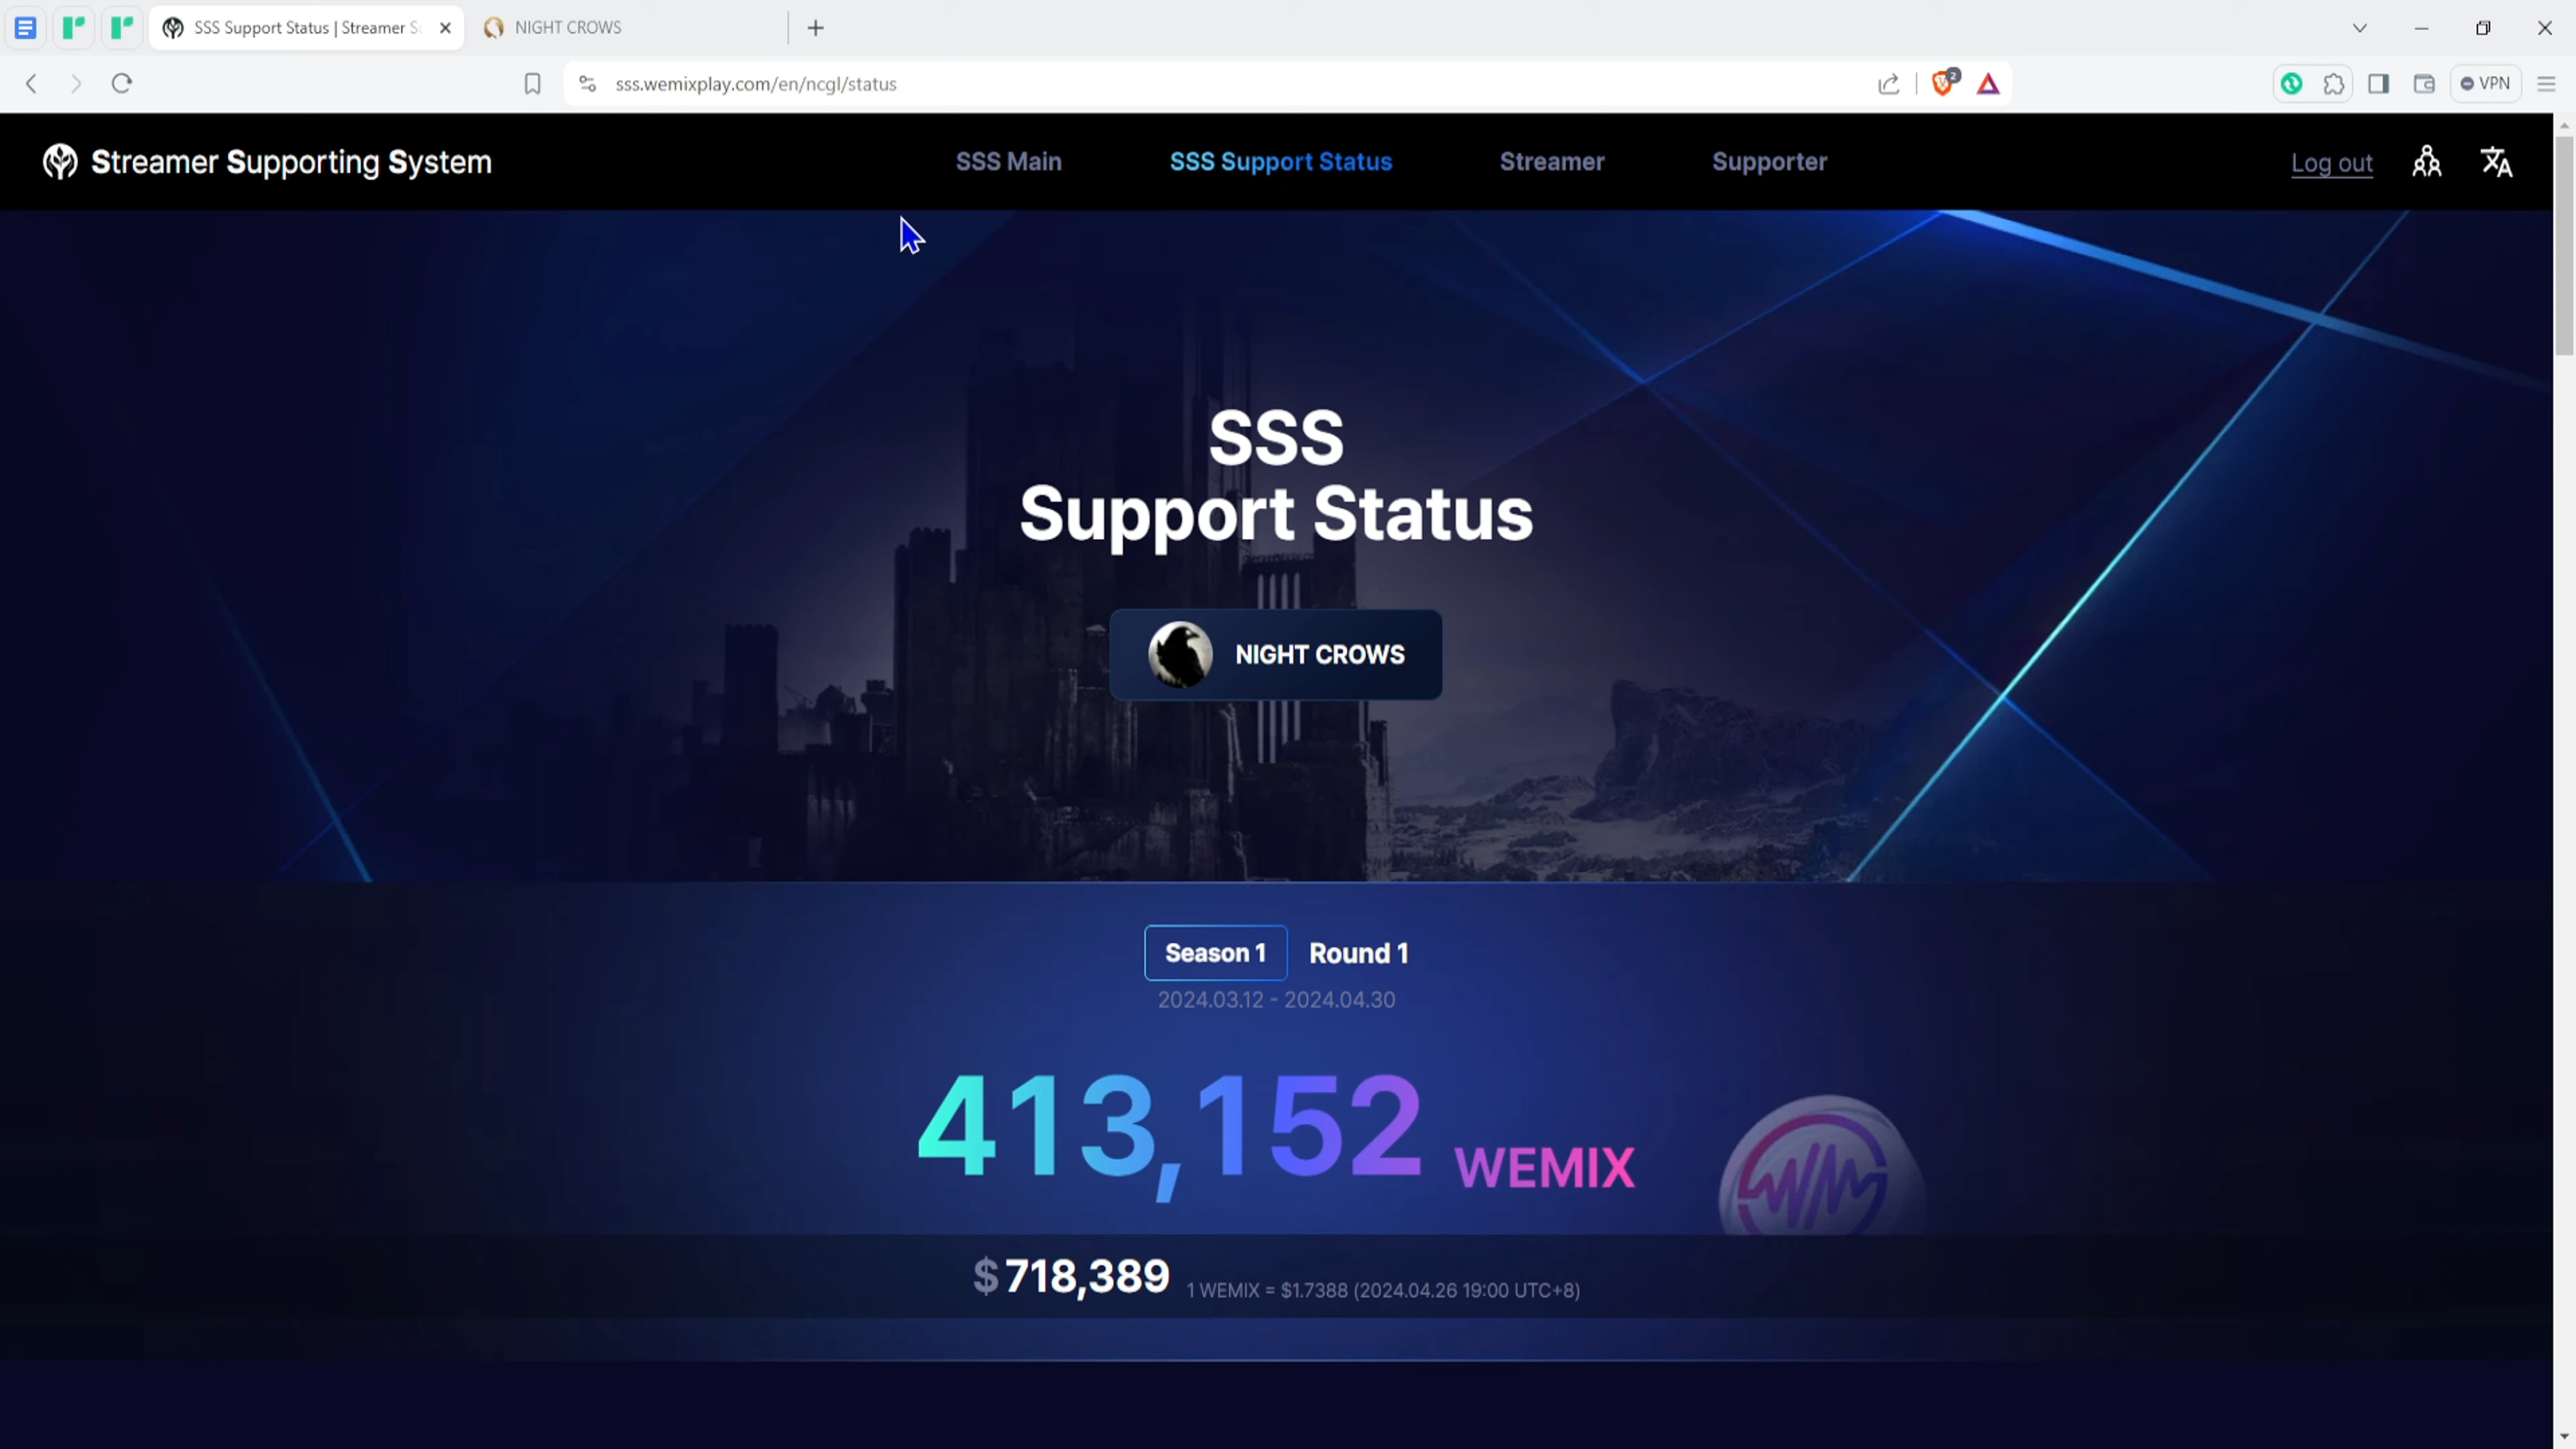 SSS Support Status | Streamer S
NIGHT CROWS
sss.wemixplay.com/en/ncgl/status
2
VPN
Streamer Supporting System
SSS Main
SSS Support Status
Streamer
Supporter
Log out
SSS
Support Status
NIGHT CROWS
Season 1
Round 1
2024.03.12 - 2024.04.30
413,152 WEMIX
$ 718,389 1 WEMIX = $1.7388 (2024.04.26 19:00 UTC+8)